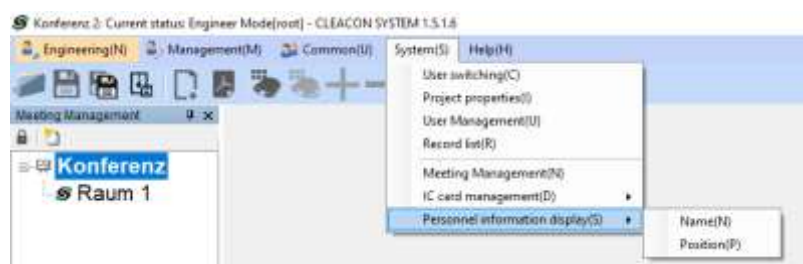 Konferenz 2: Current status: Engineer Mode[root] - CLEACON SYSTEM 1.5.1.6
Engineering(N) Management(M) Common(U) System(S) Help(H)
User switching(C)
Project properties(I)
User Management(U)
Record list(R)
Meeting Management(N)
IC card management(D)
Personnel information display(S)
Name(N)
Position(P)
Meeting Management
Konferenz
Raum 1